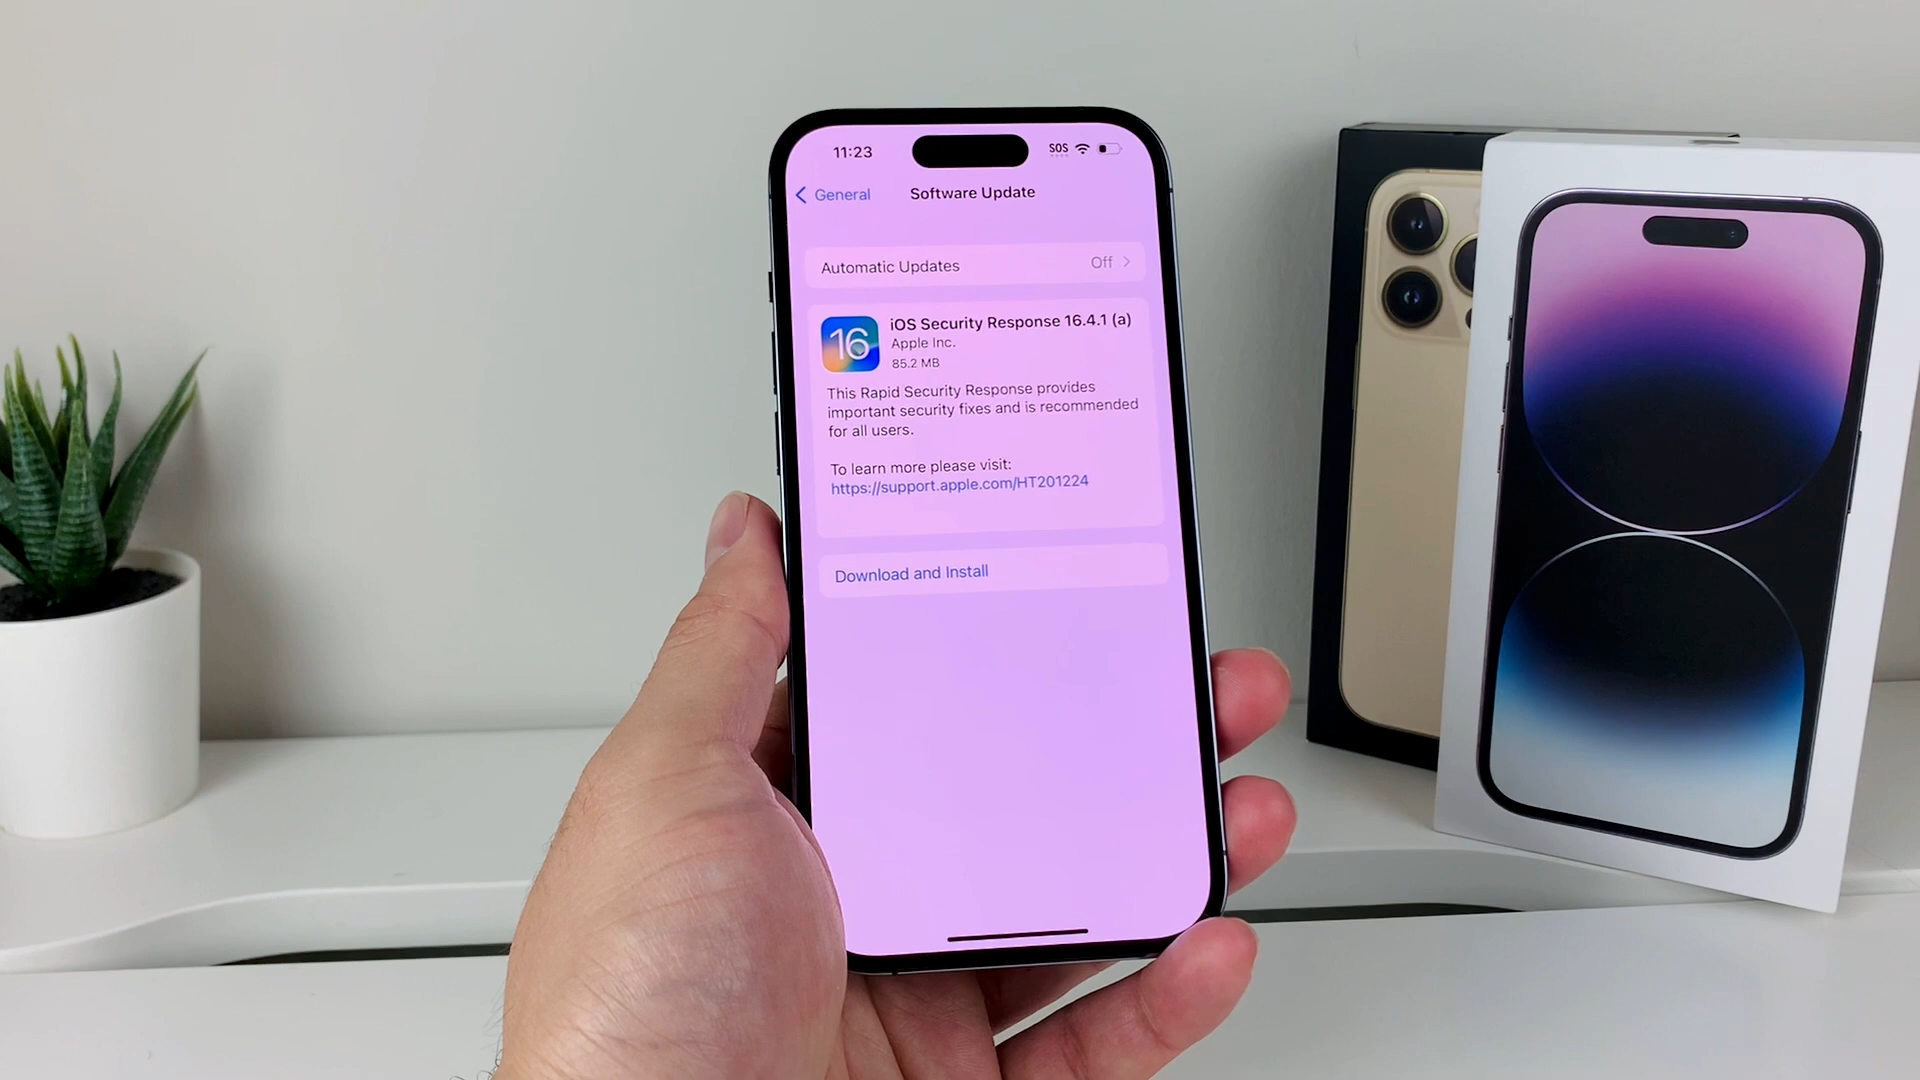 11:23
SOS
General
Software Update
Automatic Updates
Off
iOS Security Response 16.4.1 (a)
16
Apple Inc.
85.2 MB
This Rapid Security Response provides
important security fixes and is recommended
for all users.
To learn more please visit:
https://support.apple.com/HT201224
Download and Install